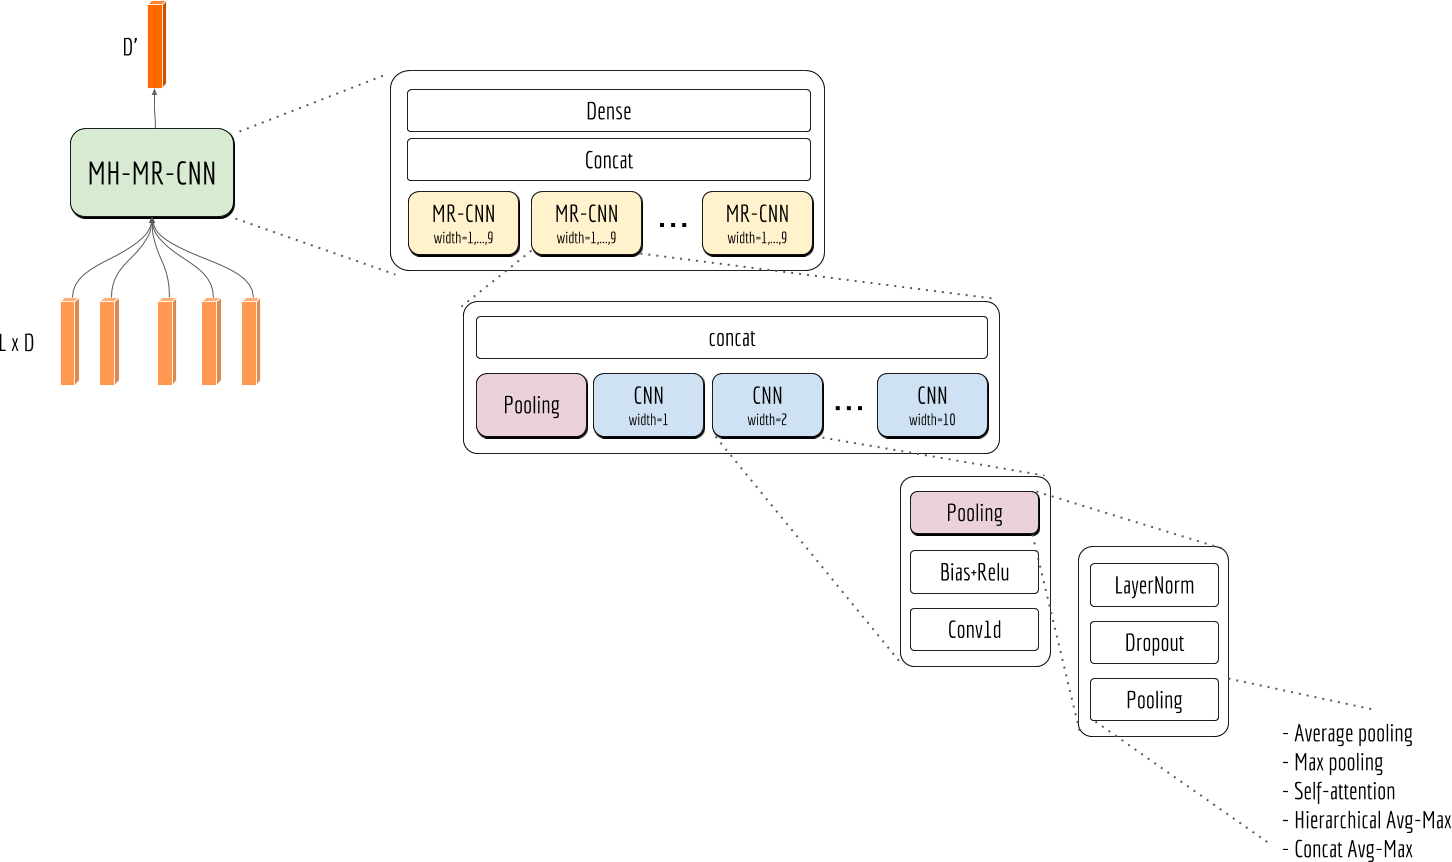 D'
MH-MR-CNN
L x D
Dense
Concat
MR-CNN
width=1,...,9
MR-CNN
width=1,...,9
...
MR-CNN
width=1,...,9
concat
Pooling
CNN
width=1
CNN
width=2
...
CNN
width=10
Pooling
Bias+Relu
Conv1d
LayerNorm
Dropout
Pooling
- Average pooling
- Max pooling
- Self-attention
- Hierarchical Avg-Max
- Concat Avg-Max